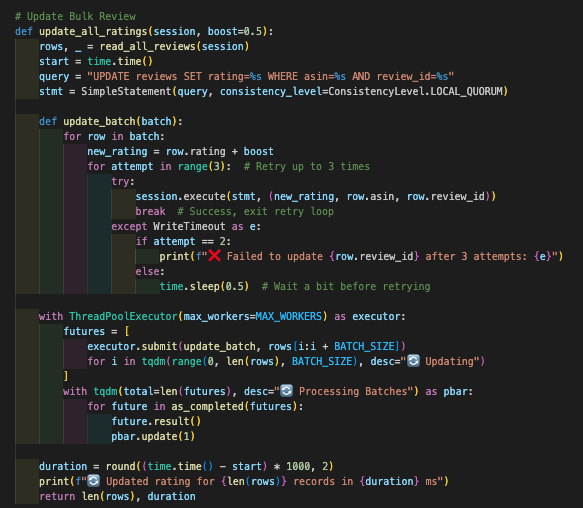 # Update Bulk Review
def update_all_ratings(session, boost=0.5):
    rows, _ = read_all_reviews(session)
    start = time.time()
    query = "UPDATE reviews SET rating=%s WHERE asin=%s AND review_id=%s"
    stmt = SimpleStatement(query, consistency_level=ConsistencyLevel.LOCAL_QUORUM)

    def update_batch(batch):
        for row in batch:
            new_rating = row.rating + boost
            for attempt in range(3):  # Retry up to 3 times
                try:
                    session.execute(stmt, (new_rating, row.asin, row.review_id))
                    break  # Success, exit retry loop
                except WriteTimeout as e:
                    if attempt == 2:
                        print(f"❌ Failed to update {row.review_id} after 3 attempts: {e}")
                    else:
                        time.sleep(0.5)  # Wait a bit before retrying

    with ThreadPoolExecutor(max_workers=MAX_WORKERS) as executor:
        futures = [
            executor.submit(update_batch, rows[i:i + BATCH_SIZE])
            for i in tqdm(range(0, len(rows), BATCH_SIZE), desc="🔄 Updating")
        ]
        with tqdm(total=len(futures), desc="🔄 Processing Batches") as pbar:
            for future in as_completed(futures):
                future.result()
                pbar.update(1)

    duration = round((time.time() - start) * 1000, 2)
    print(f"🔄 Updated rating for {len(rows)} records in {duration} ms")
    return len(rows), duration